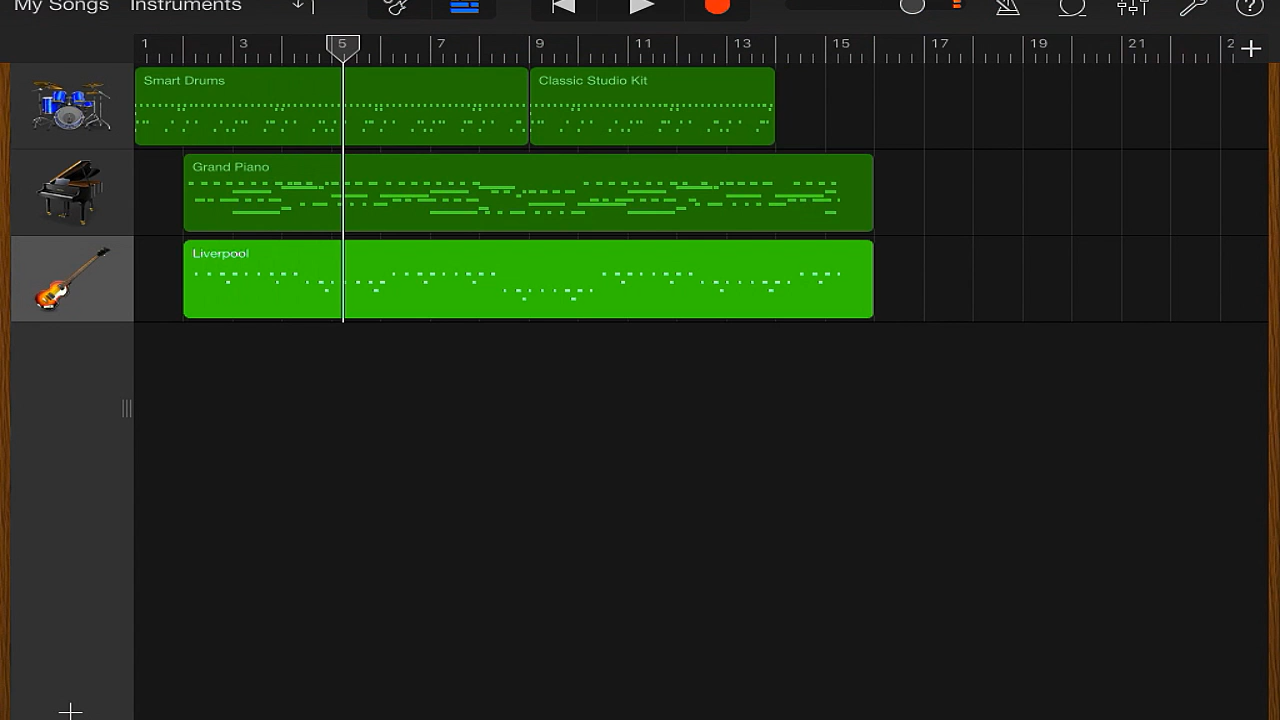 My Songs Instruments
1 3 5 7 9 11 13 15 17 19 21 2
Smart Drums Classic Studio Kit
Grand Piano
Liverpool